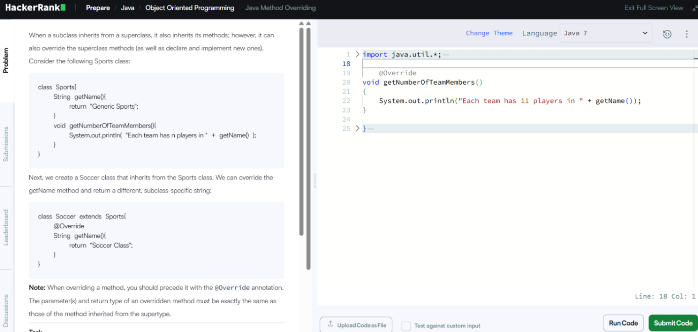 HackerRank
Prepare > Java > Object Oriented Programming > Java Method Overriding
Exit Full Screen View
Problem
Submissions
Leaderboard
Discussions
When a subclass inherits from a superclass, it also inherits its methods; however, it can
also override the superclass methods (as well as declare and implement new ones).
Consider the following Sports class:
class Sports{
String getName(){
return "Generic Sports";
}
void getNumberOfTeamMembers(){
System.out.println( "Each team has n players in " + getName() );
}
}
Next, we create a Soccer class that inherits from the Sports class. We can override the
getName method and return a different, subclass-specific string:
class Soccer extends Sports{
@Override
String getName(){
return "Soccer Class";
}
}
Note: When overriding a method, you should precede it with the @Override annotation.
The parameter(s) and return type of an overridden method must be exactly the same as
those of the method inherited from the supertype.
Task
Change Theme Language Java 7
1 > import java.util.*;
18
19 @Override
20 void getNumberOfTeamMembers()
21 {
22 System.out.println("Each team has 11 players in " + getName());
23 }
24
25 > }
Line: 18 Col: 1
Upload Code as File
Test against custom input
Run Code
Submit Code